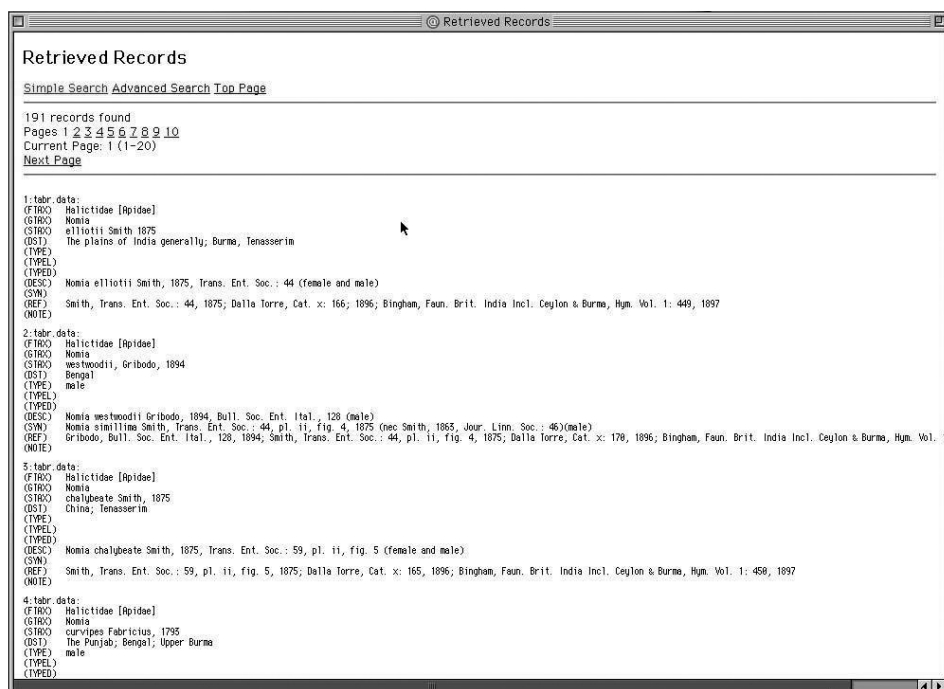 Retrieved Records
Retrieved Records
Simple Search Advanced Search Top Page
191 records found
Pages 1 2 3 4 5 6 7 8 9 10
Current Page: 1 (1-20)
Next Page
1:tabr.data:
(FTAX) Halictidae [Apidae]
(GTAX) Nomia
(STAX) elliotii Smith 1875
(DST) The plains of India generally; Burma, Tenasserim
(TYPE)
(TYPEL)
(TYPED)
(DESC) Nomia elliotii Smith, 1875, Trans. Ent. Soc.: 44 (female and male)
(SYN)
(REF) Smith, Trans. Ent. Soc.: 44, 1875; Dalla Torre, Cat. x: 166; 1896; Bingham, Faun. Brit. India Incl. Ceylon & Burma, Hym. Vol. 1: 449, 1897
(NOTE)
2:tabr.data:
(FTAX) Halictidae [Apidae]
(GTAX) Nomia
(STAX) westwoodii, Gribodo, 1894
(DST) Bengal
(TYPE) male
(TYPEL)
(TYPED)
(DESC) Nomia westwoodii Gribodo, 1894, Bull. Soc. Ent. Ital., 128 (male)
(SYN) Nomia simillima Smith, Trans. Ent. Soc.: 44, pl. ii, fig. 4, 1875 (nec Smith, 1863, Jour. Linn. Soc.: 46)(male)
(REF) Gribodo, Bull. Soc. Ent. Ital., 128, 1894; Smith, Trans. Ent. Soc.: 44, pl. ii, fig. 4, 1875; Dalla Torre, Cat. x: 170, 1896; Bingham, Faun. Brit. India Incl. Ceylon & Burma, Hym. Vol.
(NOTE)
3:tabr.data:
(FTAX) Halictidae [Apidae]
(GTAX) Nomia
(STAX) chalybeate Smith, 1875
(DST) China; Tenasserim
(TYPE)
(TYPEL)
(TYPED)
(DESC) Nomia chalybeate Smith, 1875, Trans. Ent. Soc.: 59, pl. ii, fig. 5 (female and male)
(SYN)
(REF) Smith, Trans. Ent. Soc.: 59, pl. ii, fig. 5, 1875; Dalla Torre, Cat. x: 165, 1896; Bingham, Faun. Brit. India Incl. Ceylon & Burma, Hym. Vol. 1: 450, 1897
(NOTE)
4:tabr.data:
(FTAX) Halictidae [Apidae]
(GTAX) Nomia
(STAX) curvipes Fabricius, 1793
(DST) The Punjab; Bengal; Upper Burma
(TYPE) male
(TYPEL)
(TYPED)